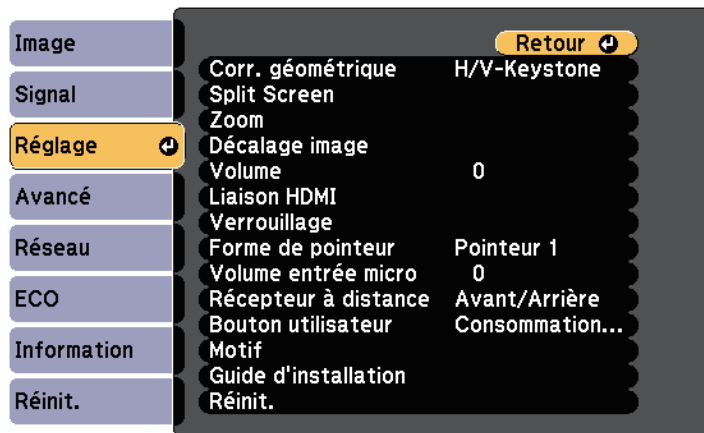 Image
Signal
Réglage
Avancé
Réseau
ECO
Information
Réinit.
Retour
Corr. géométrique H/V-Keystone
Split Screen
Zoom
Décalage image
Volume 0
Liaison HDMI
Verrouillage
Forme de pointeur Pointeur 1
Volume entrée micro 0
Récepteur à distance Avant/Arrière
Bouton utilisateur Consommation...
Motif
Guide d'installation
Réinit.